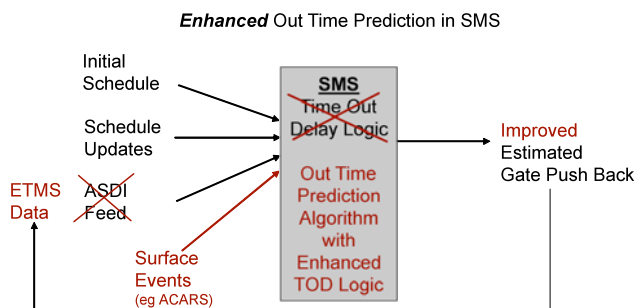 Enhanced Out Time Prediction in SMS
Initial
Schedule
Schedule
Updates
ETMS
Data
ASDI
Feed
Surface
Events
(eg ACARS)
SMS
Time Out
Delay Logic
Out Time
Prediction
Algorithm
with
Enhanced
TOD Logic
Improved
Estimated
Gate Push Back